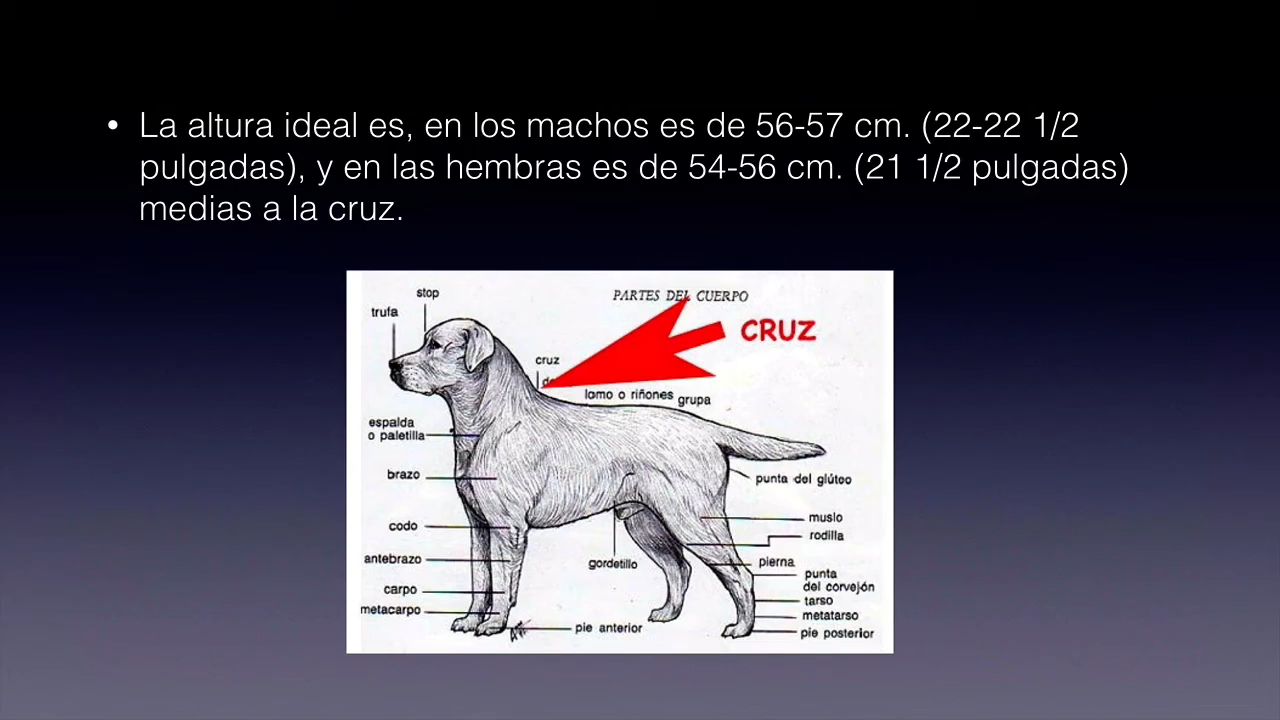 • La altura ideal es, en los machos es de 56-57 cm. (22-22 1/2
pulgadas), y en las hembras es de 54-56 cm. (21 1/2 pulgadas)
medias a la cruz.
PARTES DEL CUERPO
stop
trufa
CRUZ
cruz
lomo o riñones
grupa
espalda
o paletilla
brazo
codo
antebrazo
carpo
metacarpo
pie anterior
gordetillo
punta del glúteo
muslo
rodilla
pierna
punta
del corvejón
tarso
metatarso
pie posterior